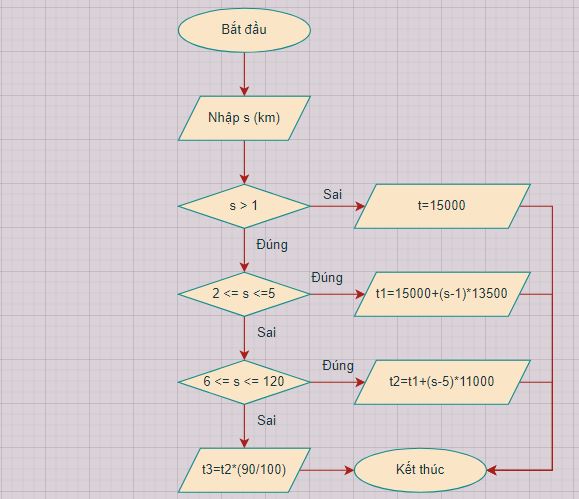 Bắt đầu
Nhập s (km)
s > 1
Sai
t=15000
Đúng
2 <= s <=5
Đúng
t1=15000+(s-1)*13500
Sai
6 <= s <= 120
Đúng
t2=t1+(s-5)*11000
Sai
t3=t2*(90/100)
Kết thúc